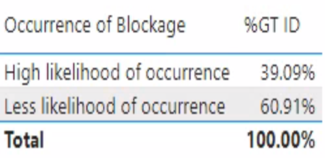 Occurrence of Blockage %GT ID
High likelihood of occurrence 39.09%
Less likelihood of occurrence 60.91%
Total 100.00%